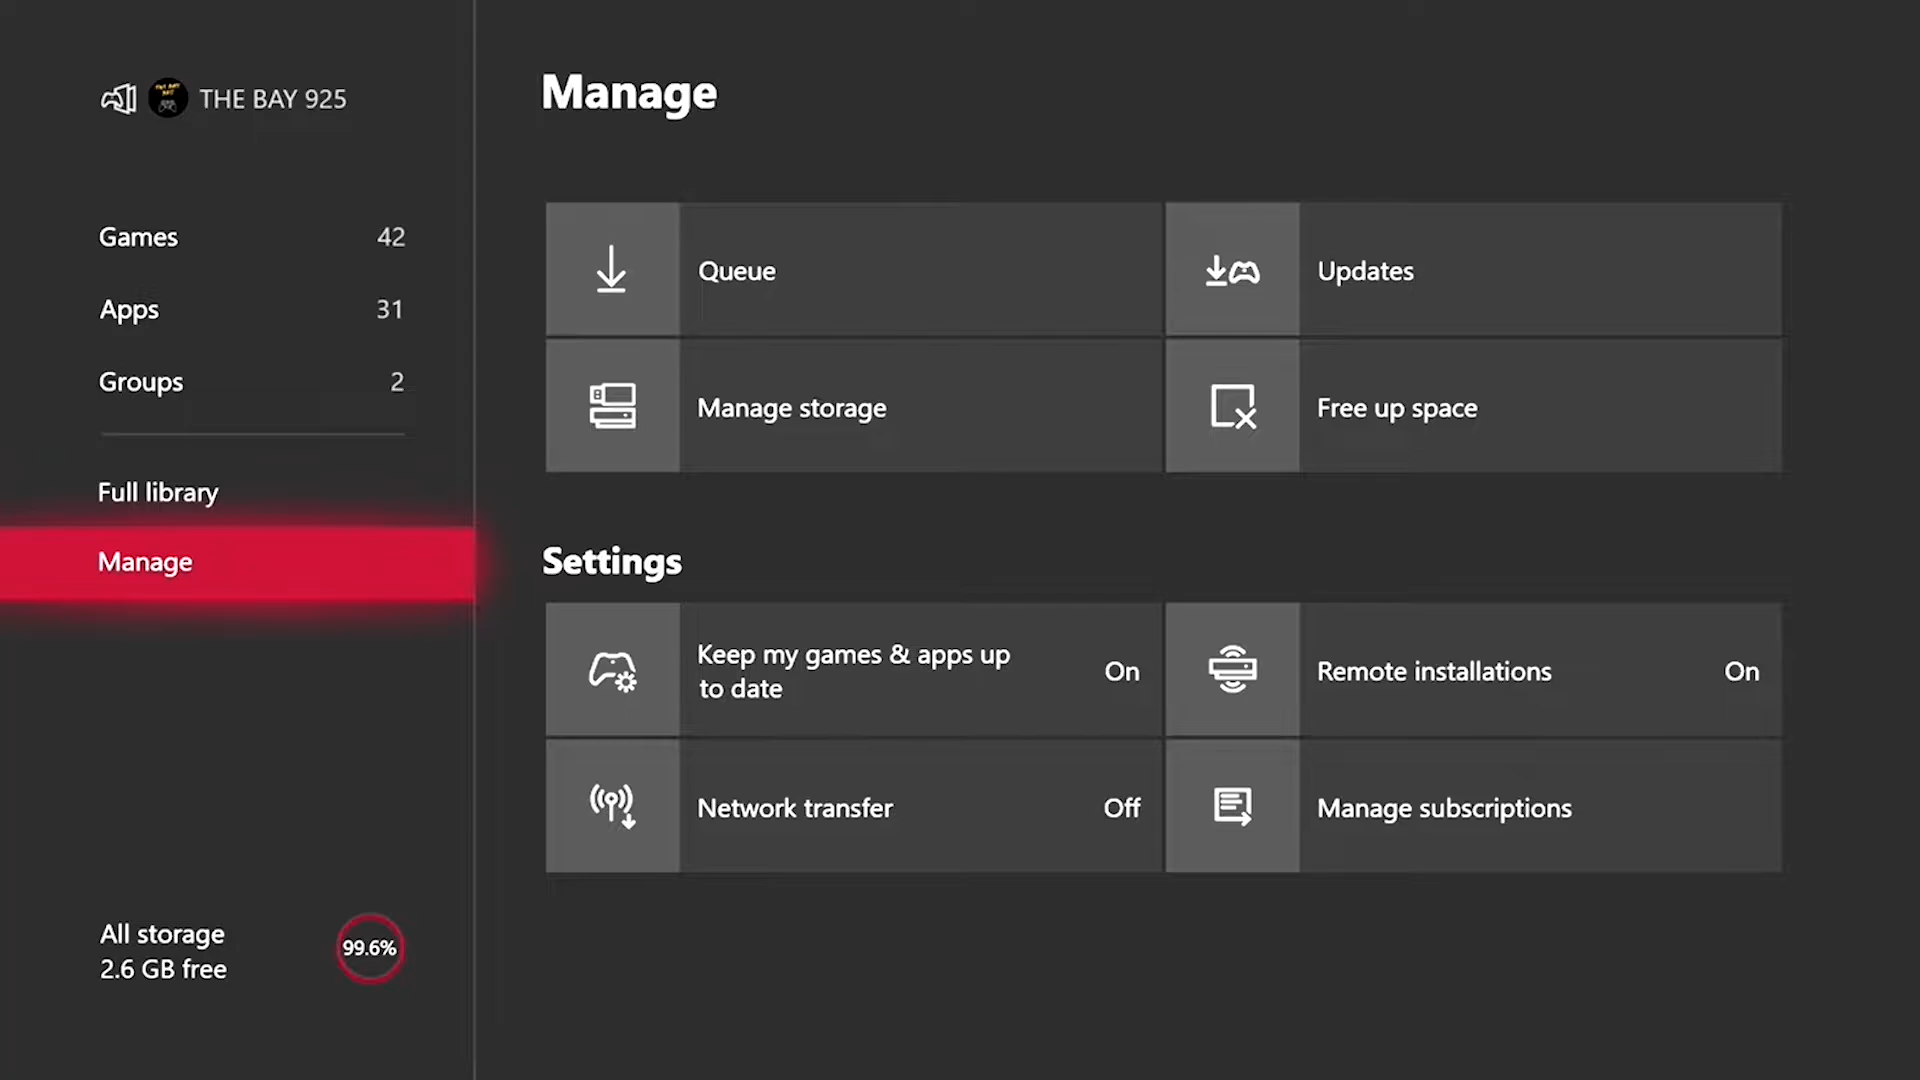 THE BAY 925
Games 42
Apps 31
Groups 2
Full library
Manage
All storage
2.6 GB free
99.6%
Manage
Queue
Updates
Manage storage
Free up space
Settings
Keep my games & apps up
to date
On
Remote installations On
Network transfer Off
Manage subscriptions